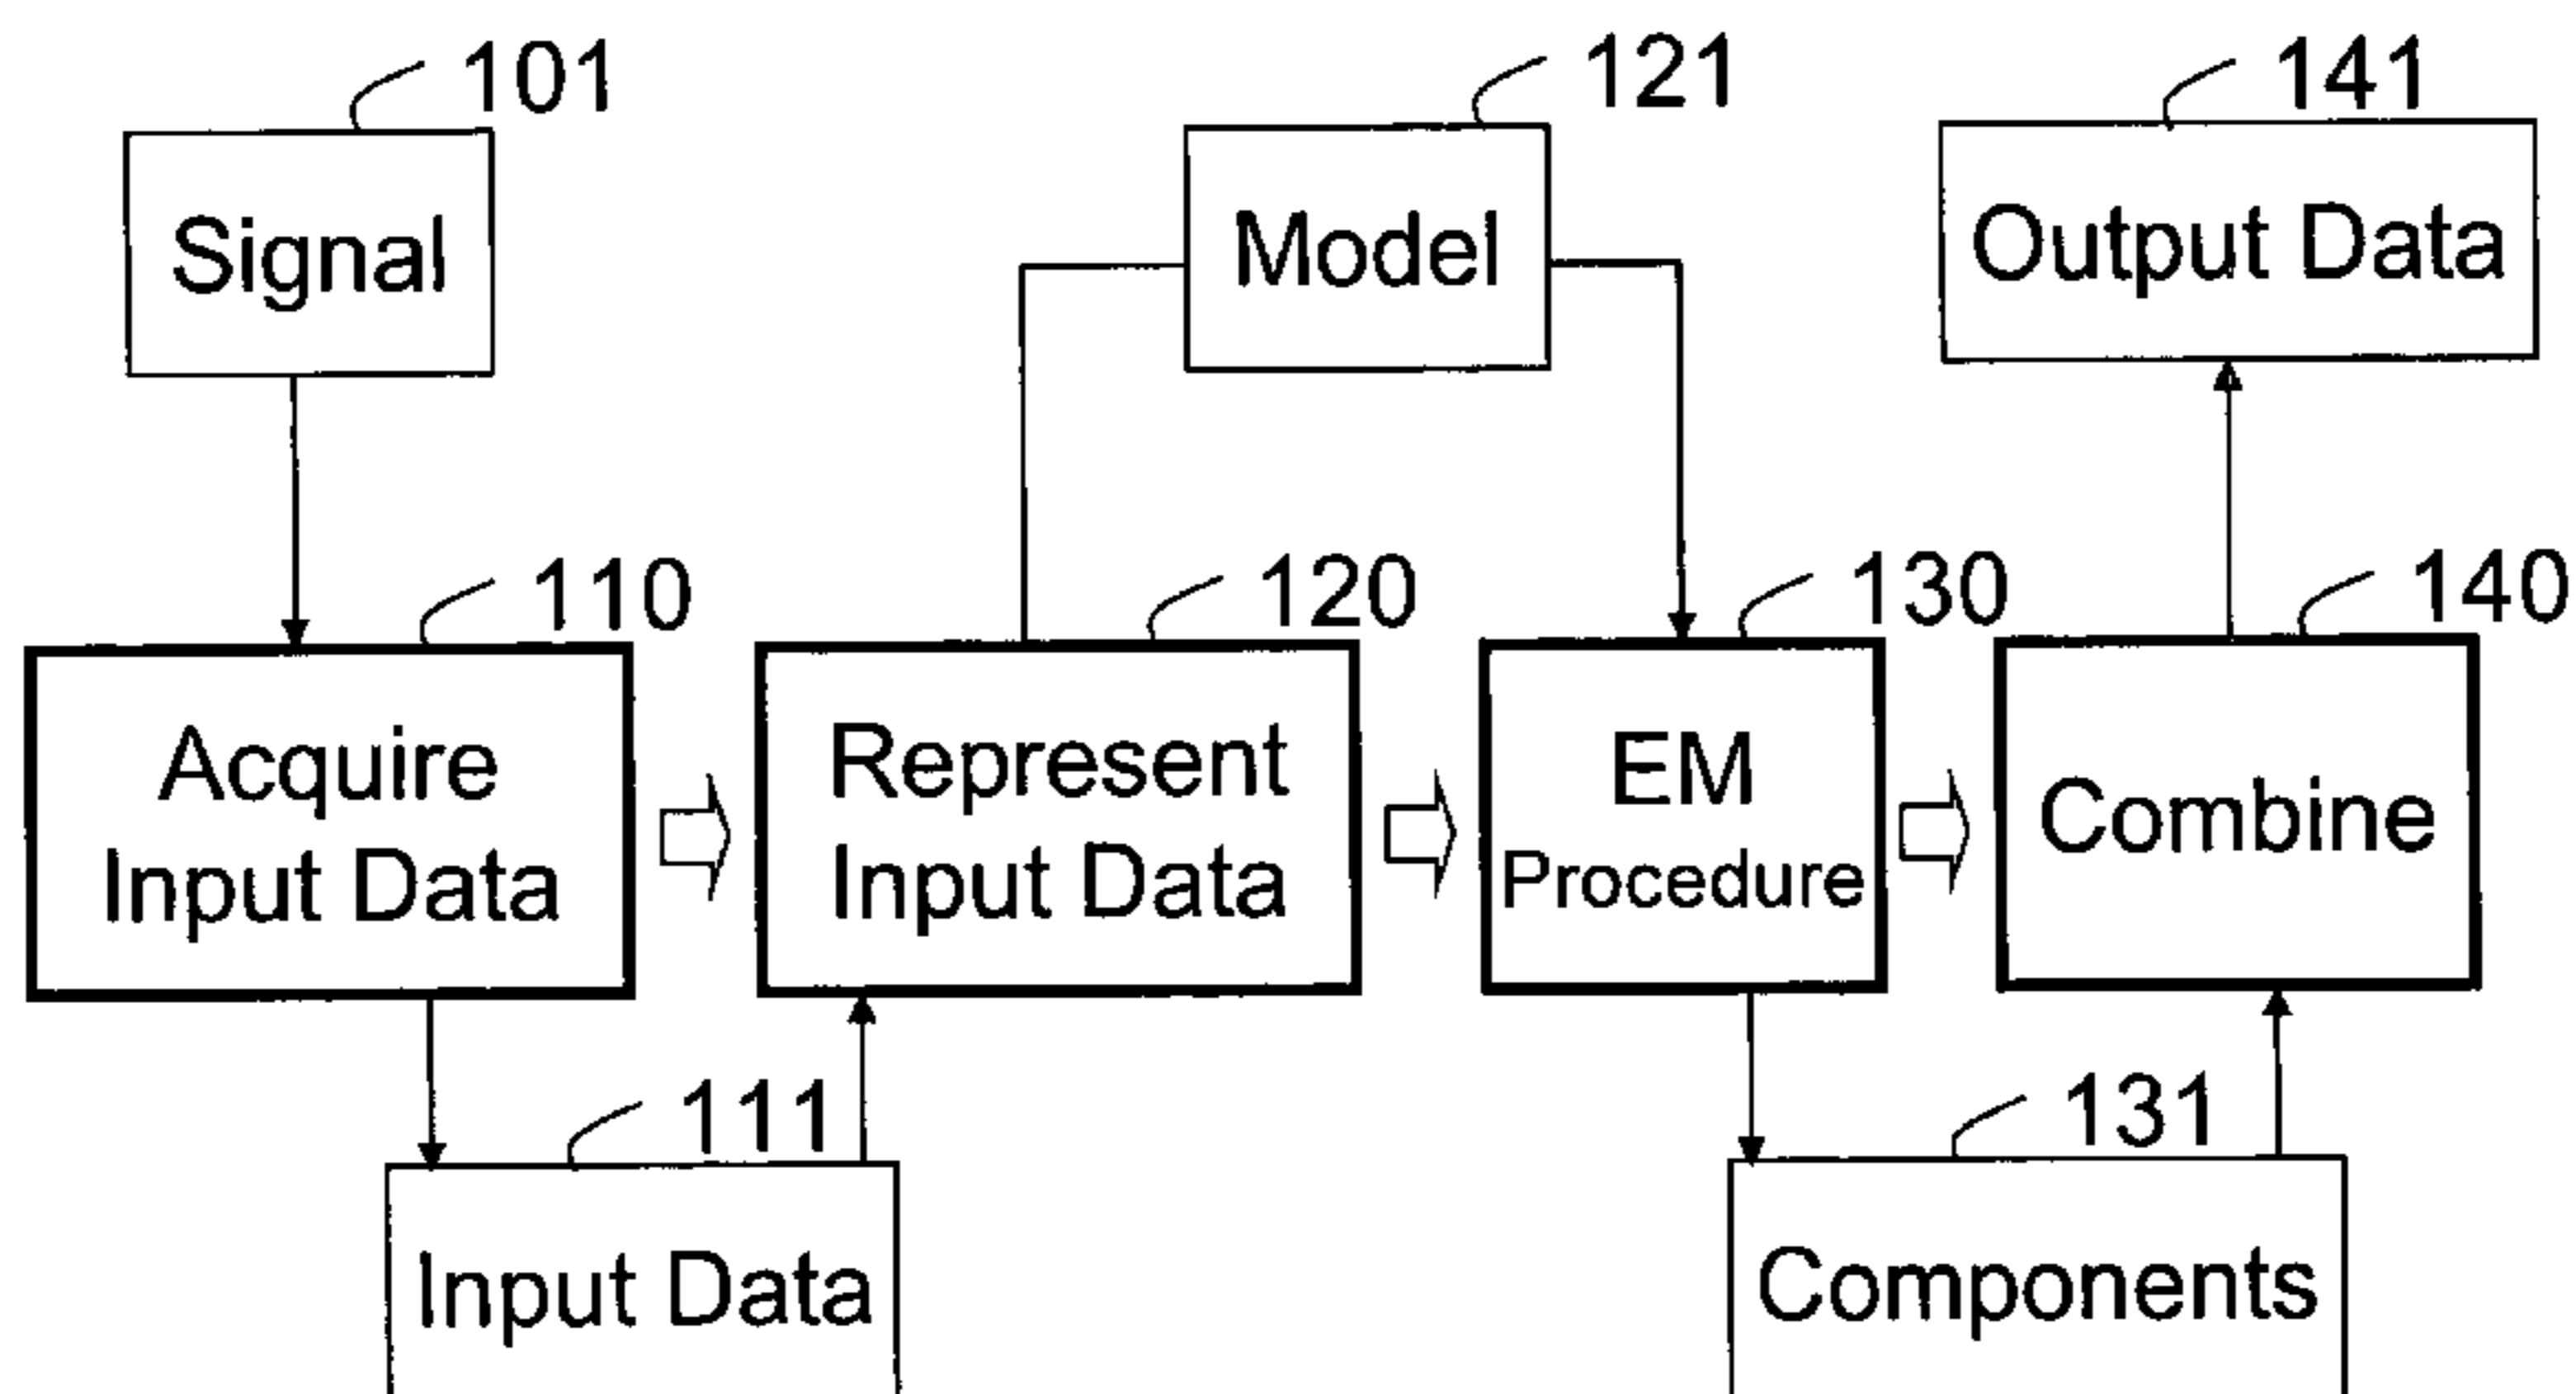 101
121
141
Signal
Model
Output Data
110
120
130
140
Acquire
Input Data
Represent
Input Data
EM
Procedure
Combine
111
131
Input Data
Components